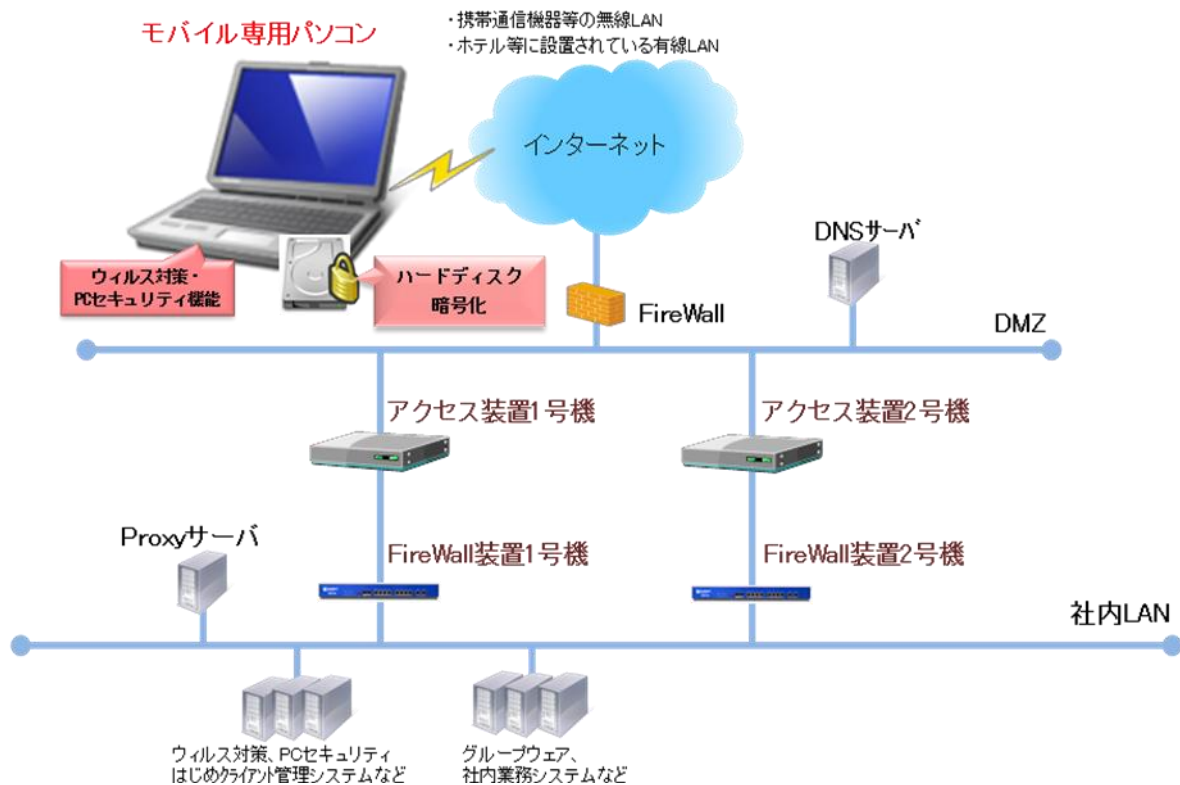 ・携帯通信機器等の無線LAN
・ホテル等に設置されている有線LAN
モバイル専用パソコン
インターネット
DNSサーバ
ウィルス対策・
PCセキュリティ機能
ハードディスク
暗号化
FireWall
DMZ
アクセス装置1号機
アクセス装置2号機
Proxyサーバ
FireWall装置1号機
FireWall装置2号機
社内LAN
ウィルス対策、PCセキュリティ
はじめクライアント管理システムなど
グループウェア、
社内業務システムなど